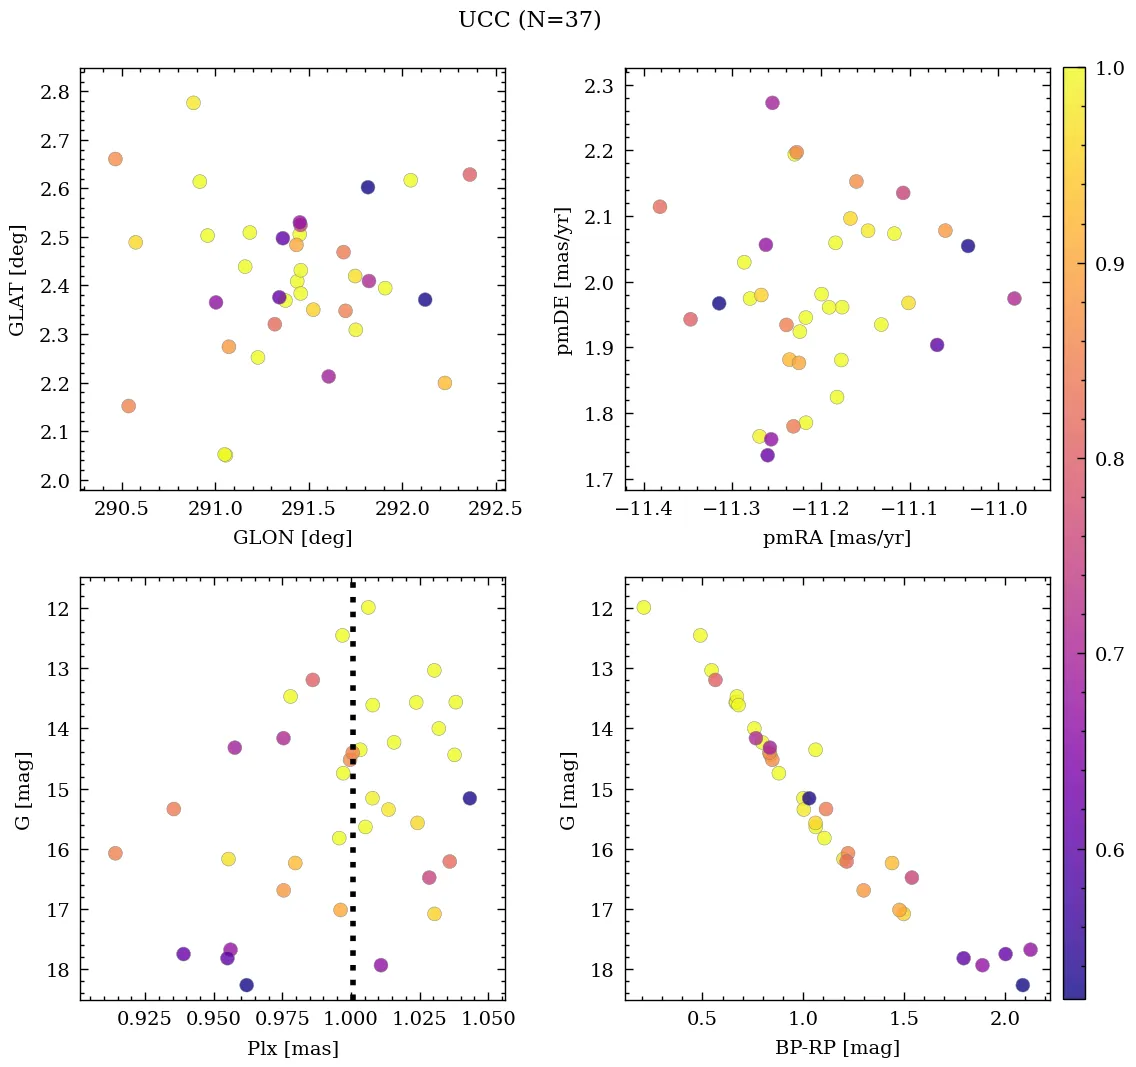 UCC (N=37)
2.8
2.7
2.6
2.5
2.4
2.3
2.2
2.1
2.0
GLAT [deg]
290.5 291.0 291.5 292.0 292.5
GLON [deg]
2.3
2.2
2.1
2.0
1.9
1.8
1.7
pmDE [mas/yr]
−11.4 −11.3 −11.2 −11.1 −11.0
pmRA [mas/yr]
12
13
14
15
16
17
18
G [mag]
0.925 0.950 0.975 1.000 1.025 1.050
Plx [mas]
12
13
14
15
16
17
18
G [mag]
0.5 1.0 1.5 2.0
BP-RP [mag]
1.0
0.9
0.8
0.7
0.6